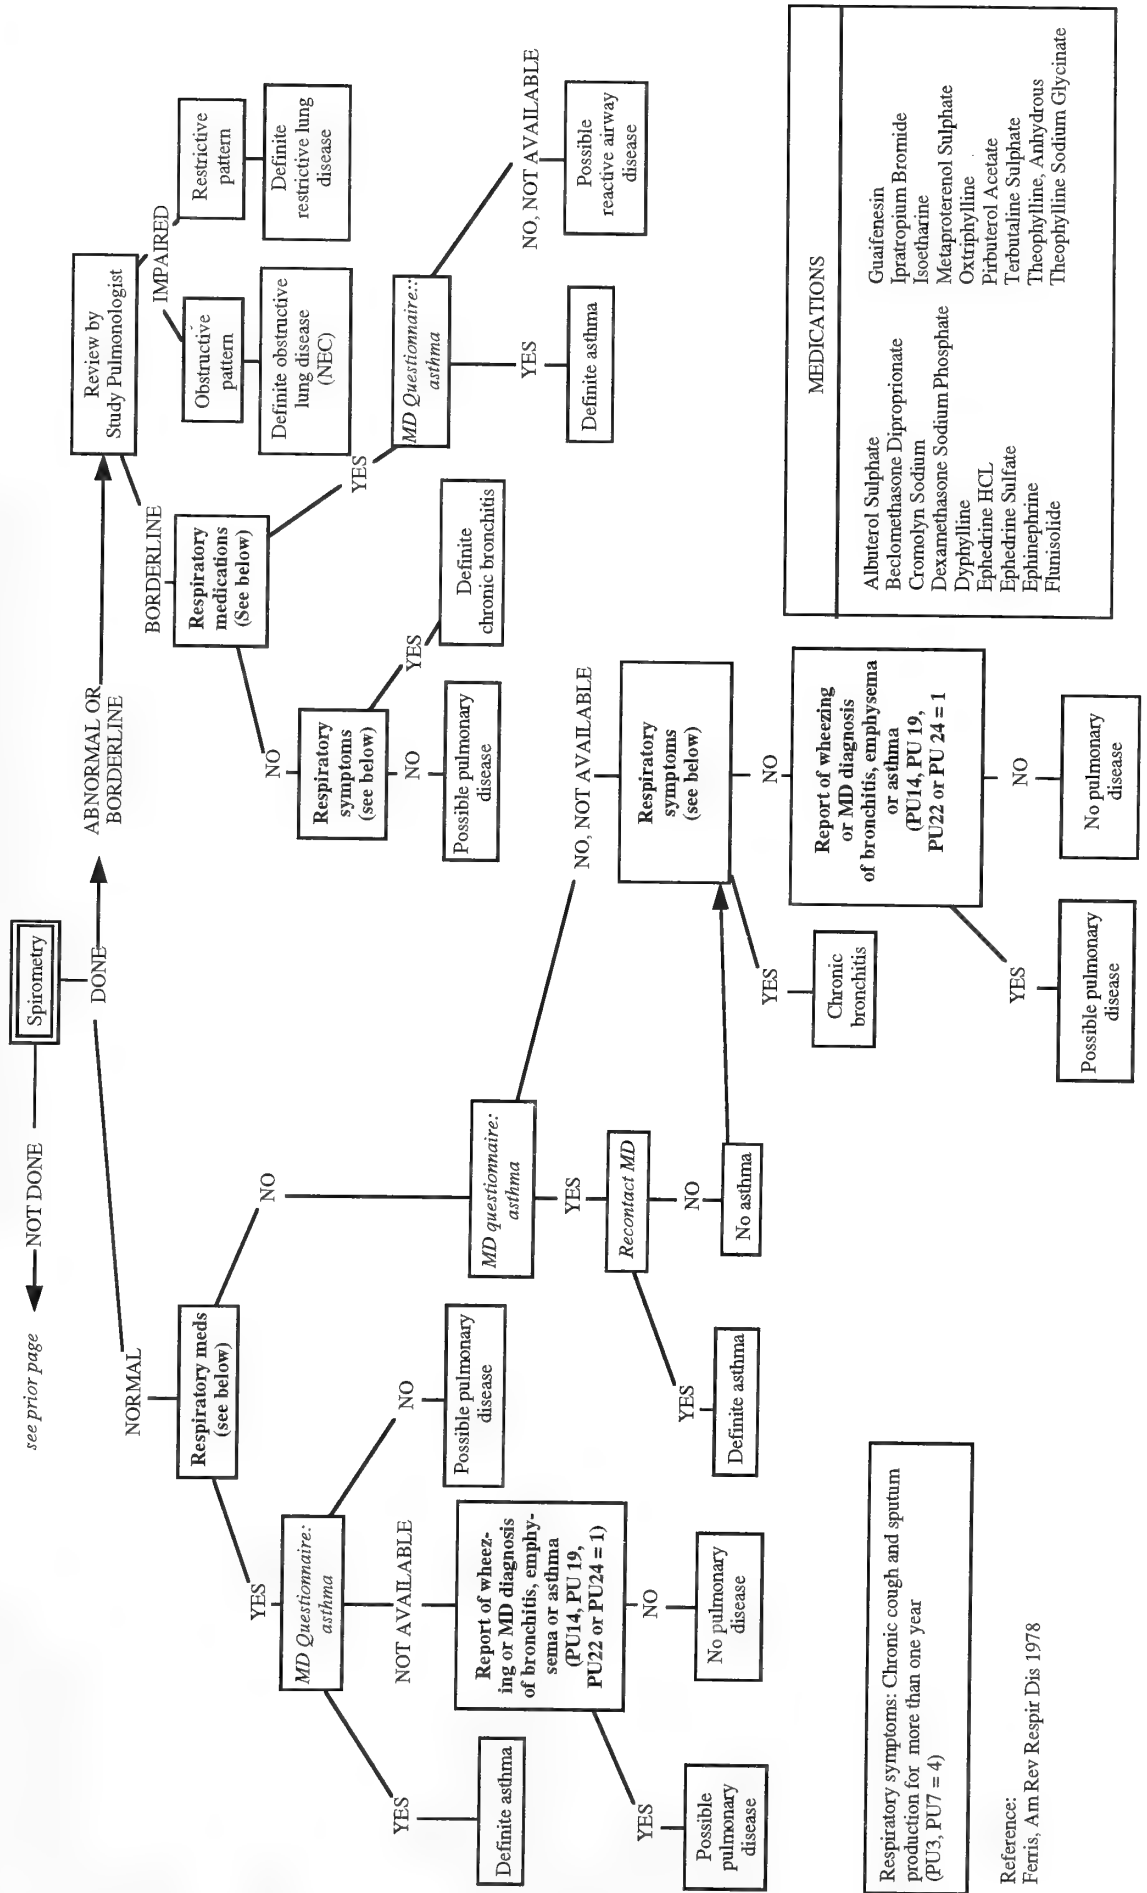 see prior page
NOT DONE
Spirometry
DONE
NORMAL
ABNORMAL OR
BORDERLINE
Review by
Study Pulmonologist
BORDERLINE
IMPAIRED
Respiratory meds
(see below)
Respiratory
medications
(See below)
Obstructive
pattern
Restrictive
pattern
Definite obstructive
lung disease
(NEC)
Definite
restrictive lung
disease
YES
NO
NO
YES
MD Questionnaire:
asthma
Respiratory
symptoms
(see below)
MD Questionnaire::
asthma
YES
NOT AVAILABLE
NO
NO
YES
YES
NO, NOT AVAILABLE
Definite asthma
Report of wheez-
ing or MD diagnosis
of bronchitis, emphy-
sema or asthma
(PU14, PU 19,
PU22 or PU24 = 1)
Possible pulmonary
disease
MD questionnaire:
asthma
Possible pulmonary
disease
Definite
chronic bronchitis
Definite asthma
Possible
reactive airway
disease
YES
NO, NOT AVAILABLE
YES
NO
Recontact MD
Respiratory
symptoms
(see below)
Possible
pulmonary
disease
No pulmonary
disease
YES
NO
Definite asthma
No asthma
YES
NO
Chronic
bronchitis
Report of wheezing
or MD diagnosis
of bronchitis, emphysema
or asthma
(PU14, PU 19,
PU22 or PU 24 = 1
YES
NO
Possible pulmonary
disease
No pulmonary
disease
Respiratory symptoms: Chronic cough and sputum
production for more than one year
(PU3, PU7 = 4)
Reference:
Ferris, Am Rev Respir Dis 1978
MEDICATIONS
Albuterol Sulphate
Beclomethasone Diproprionate
Cromolyn Sodium
Dexamethasone Sodium Phosphate
Dyphylline
Ephedrine HCL
Ephedrine Sulfate
Ephinephrine
Flunisolide
Guaifenesin
Ipratropium Bromide
Isoetharine
Metaproterenol Sulphate
Oxtriphylline
Pirbuterol Acetate
Terbutaline Sulphate
Theophylline, Anhydrous
Theophylline Sodium Glycinate